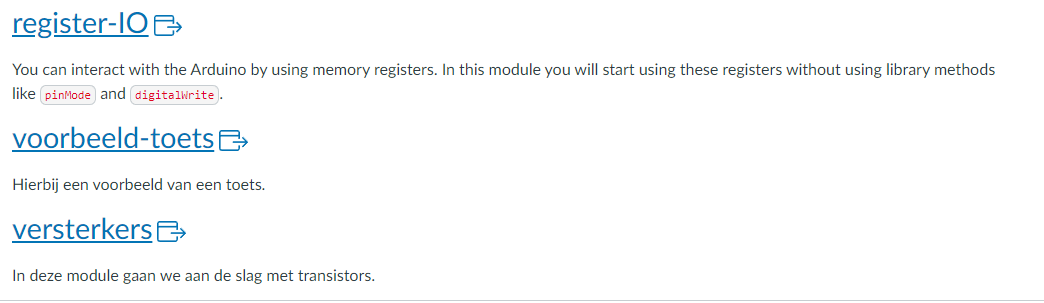 register-IO
You can interact with the Arduino by using memory registers. In this module you will start using these registers without using library methods
like pinMode and digitalWrite.
voorbeeld-toets
Hierbij een voorbeeld van een toets.
versterkers
In deze module gaan we aan de slag met transistors.